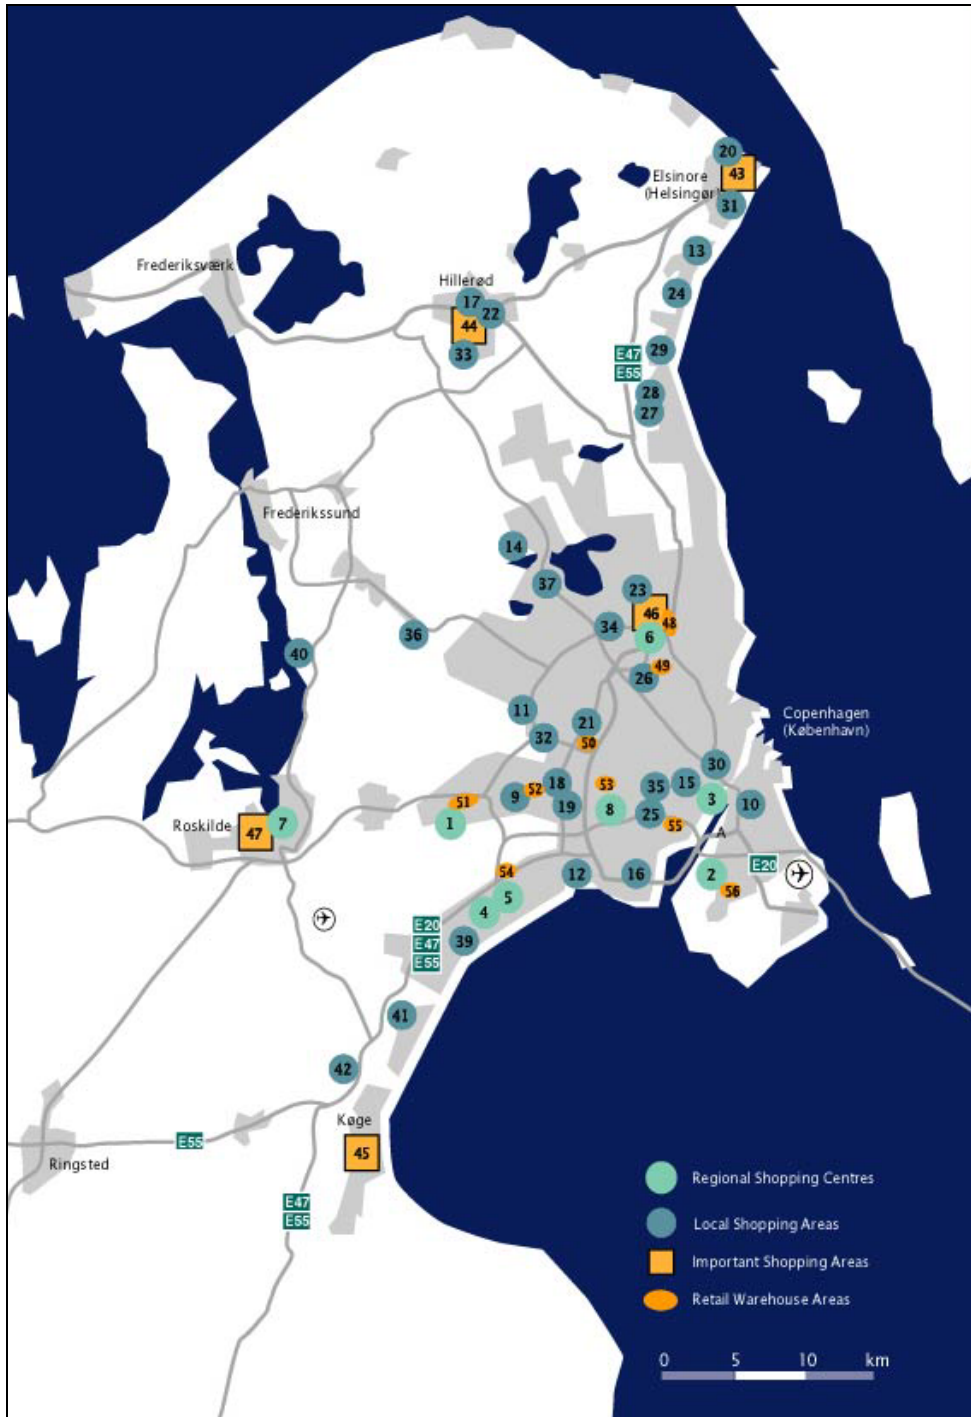 20
43
Elsinore
(Helsingør)
31
13
Frederiksværk
24
Hillerød
17
22
44
33
E47
E55
29
28
27
Frederikssund
14
37
23
46
48
34
6
36
40
49
26
11
21
Copenhagen
(København)
32
50
30
18
52
53
35
15
3
9
51
19
8
25
10
1
55
A
Roskilde
47
7
54
12
16
2
E20
56
5
4
E20
E47
E55
39
41
42
Køge
45
E55
Ringsted
E47
E55
Regional Shopping Centres
Local Shopping Areas
Important Shopping Areas
Retail Warehouse Areas
0 5 10 km